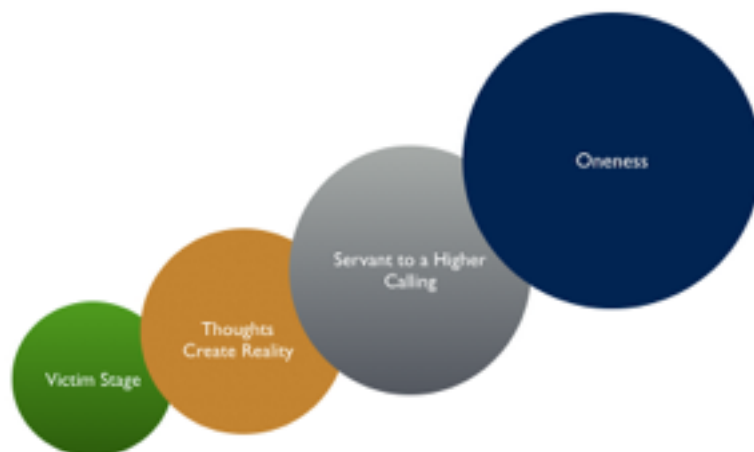 Oneness
Servant to a Higher
Calling
Thoughts
Create Reality
Victim Stage